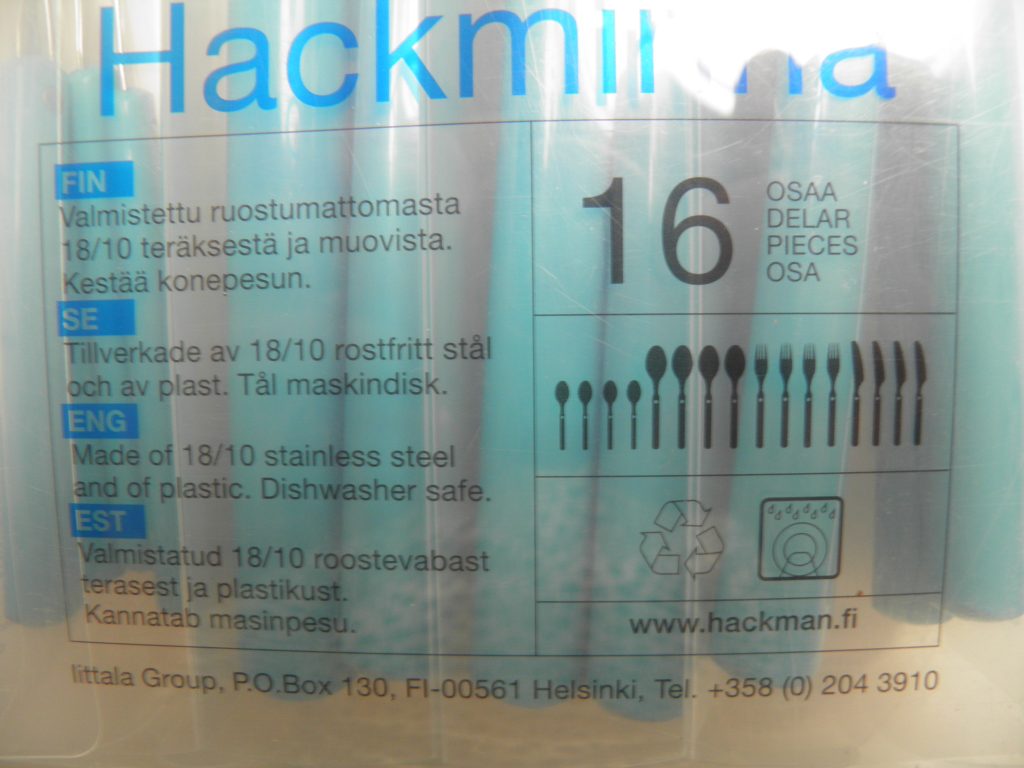 FIN
Valmistettu ruostumattomasta
18/10 teräksestä ja muovista.
Kestää konepesun.
SE
Tillverkade av 18/10 rostfritt stål
och av plast. Tål maskindisk.
ENG
Made of 18/10 stainless steel
and of plastic. Dishwasher safe.
EST
Valmistatud 18/10 roostevabast
terasest ja plastikust.
Kannatab masinpesu.
16
OSAA
DELAR
PIECES
OSA
www.hackman.fi
Iittala Group, P.O.Box 130, FI-00561 Helsinki, Tel. +358 (0) 204 3910